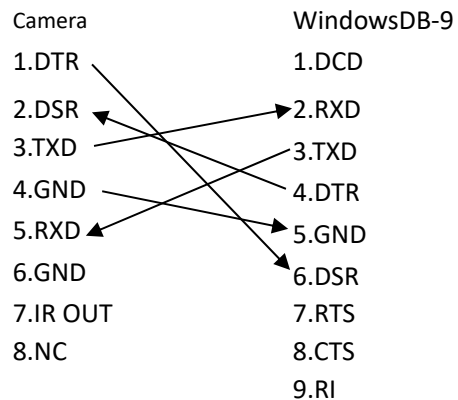 Camera
1.DTR
2.DSR
3.TXD
4.GND
5.RXD
6.GND
7.IR OUT
8.NC
WindowsDB-9
1.DCD
2.RXD
3.TXD
4.DTR
5.GND
6.DSR
7.RTS
8.CTS
9.RI